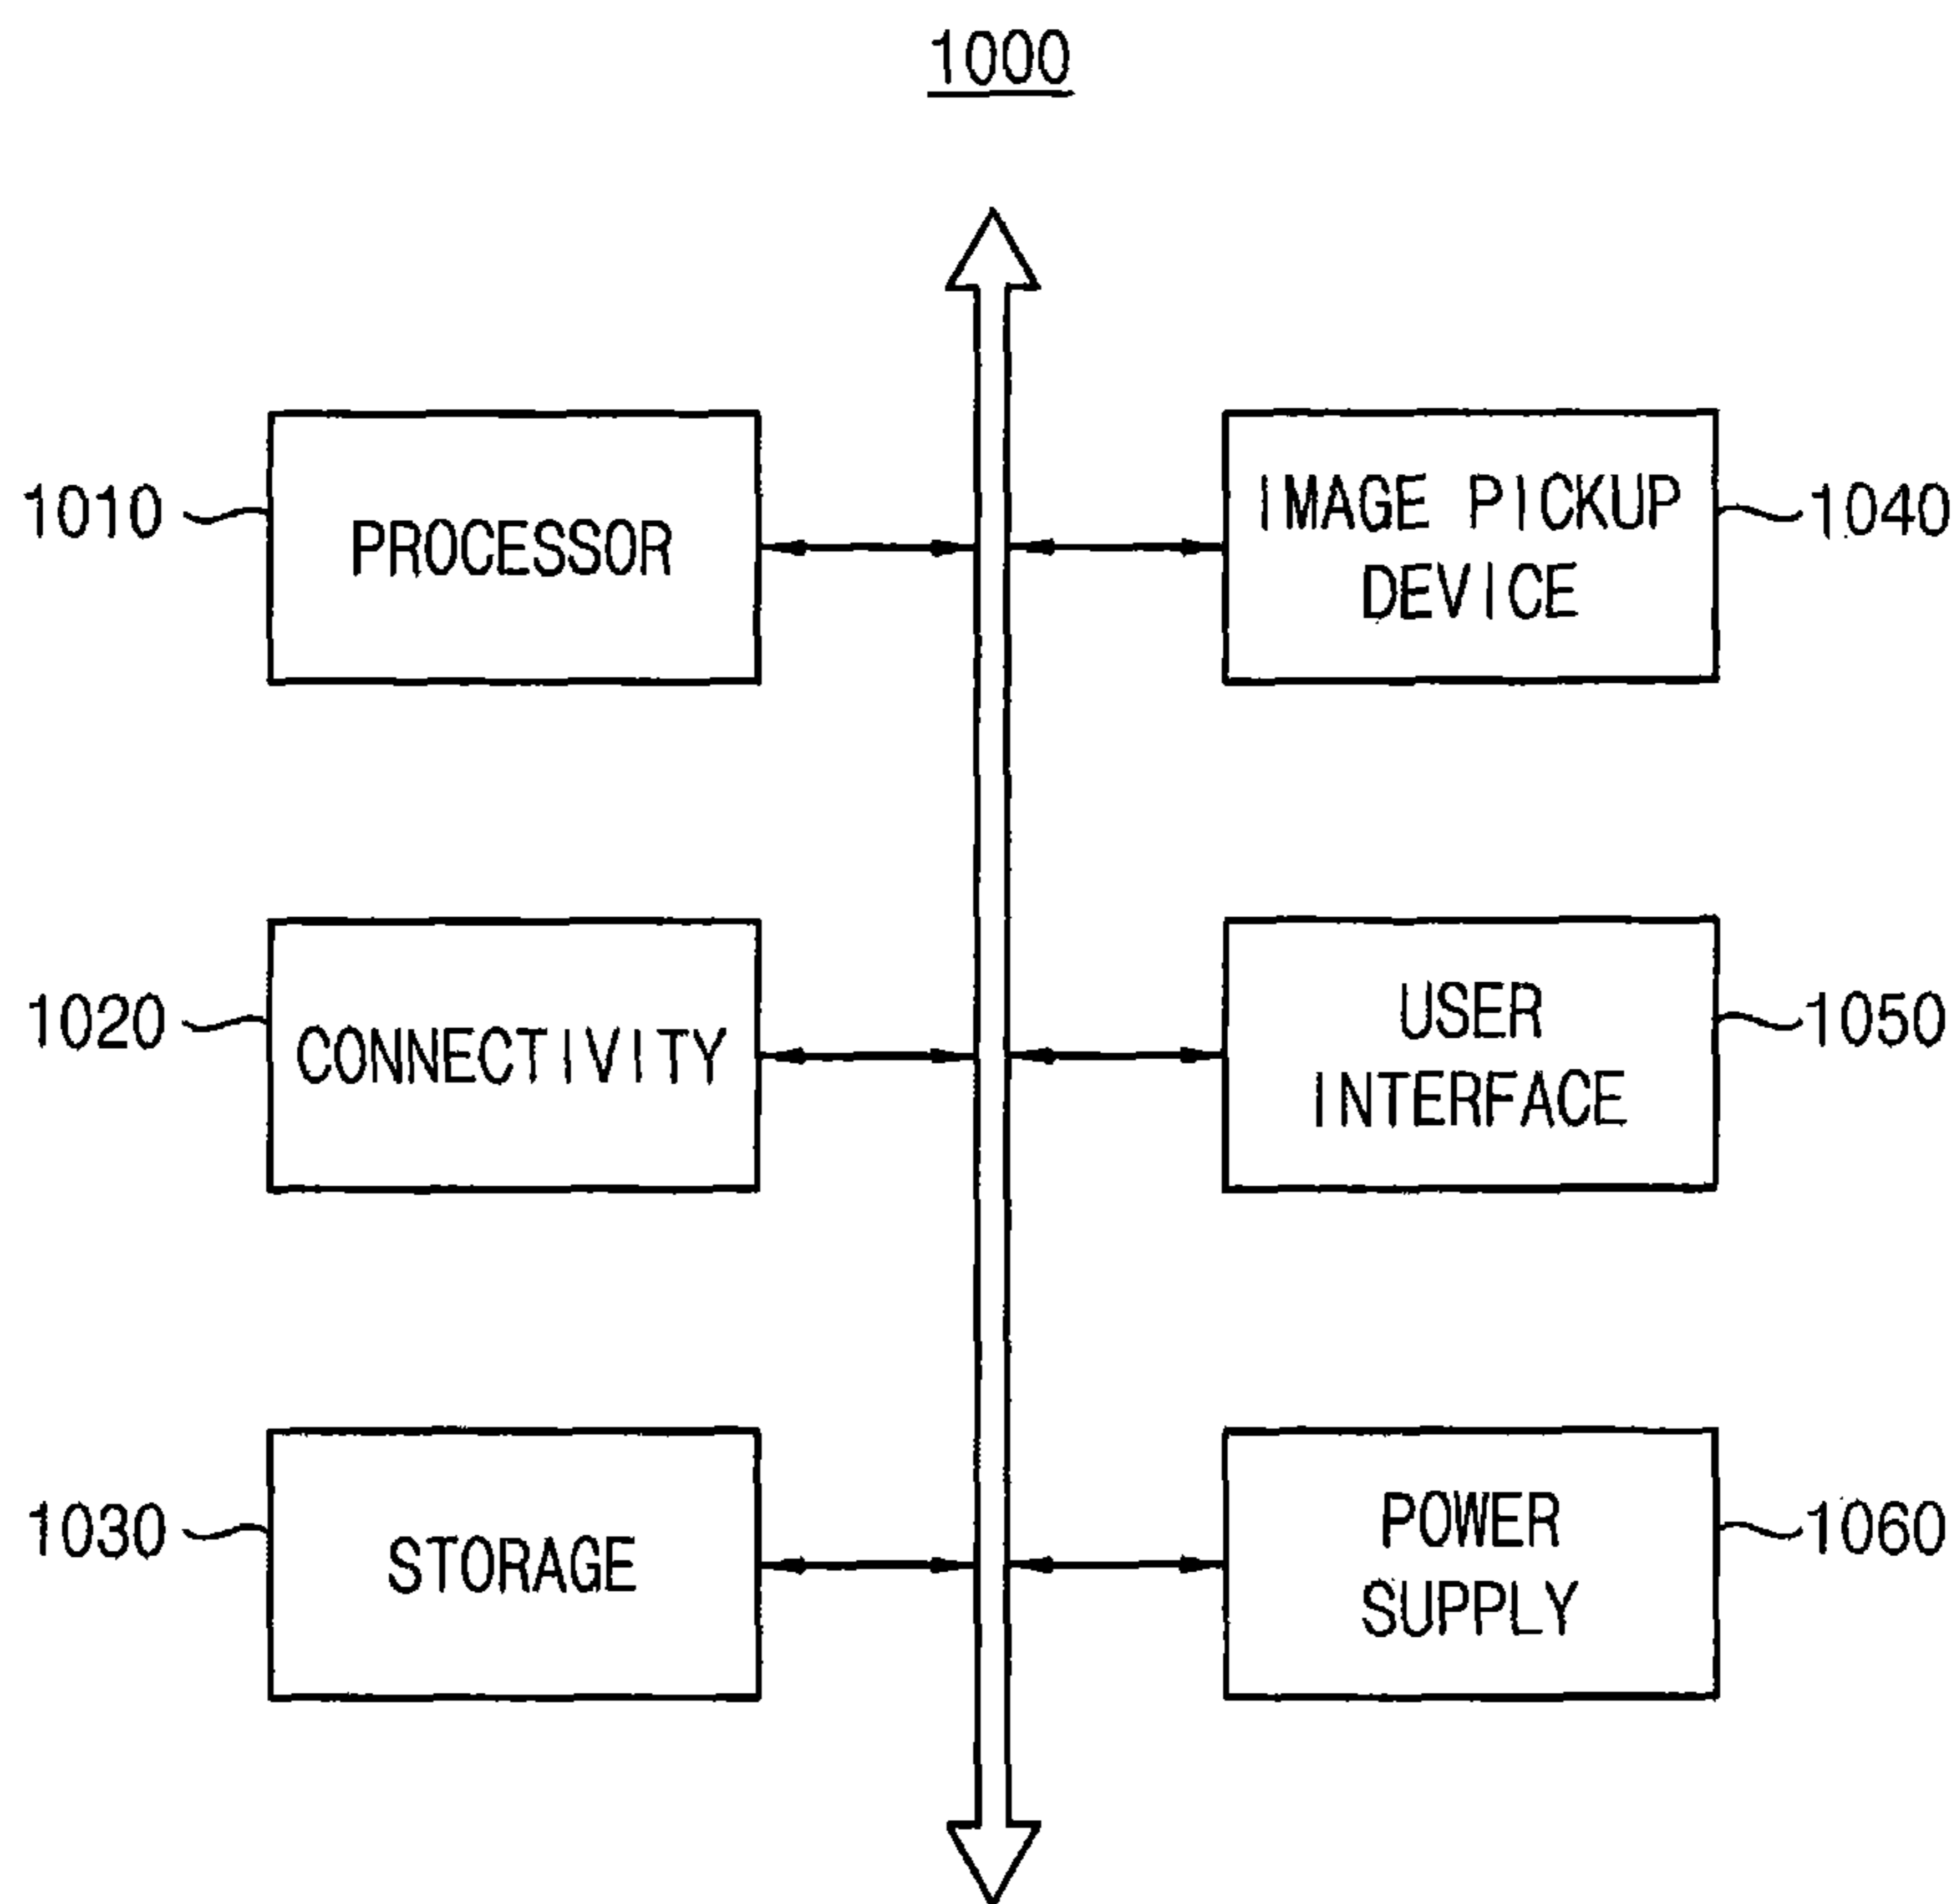 1000
1010
PROCESSOR
IMAGE PICKUP
DEVICE
1040
1020
CONNECTIVITY
USER
INTERFACE
1050
1030
STORAGE
POWER
SUPPLY
1060